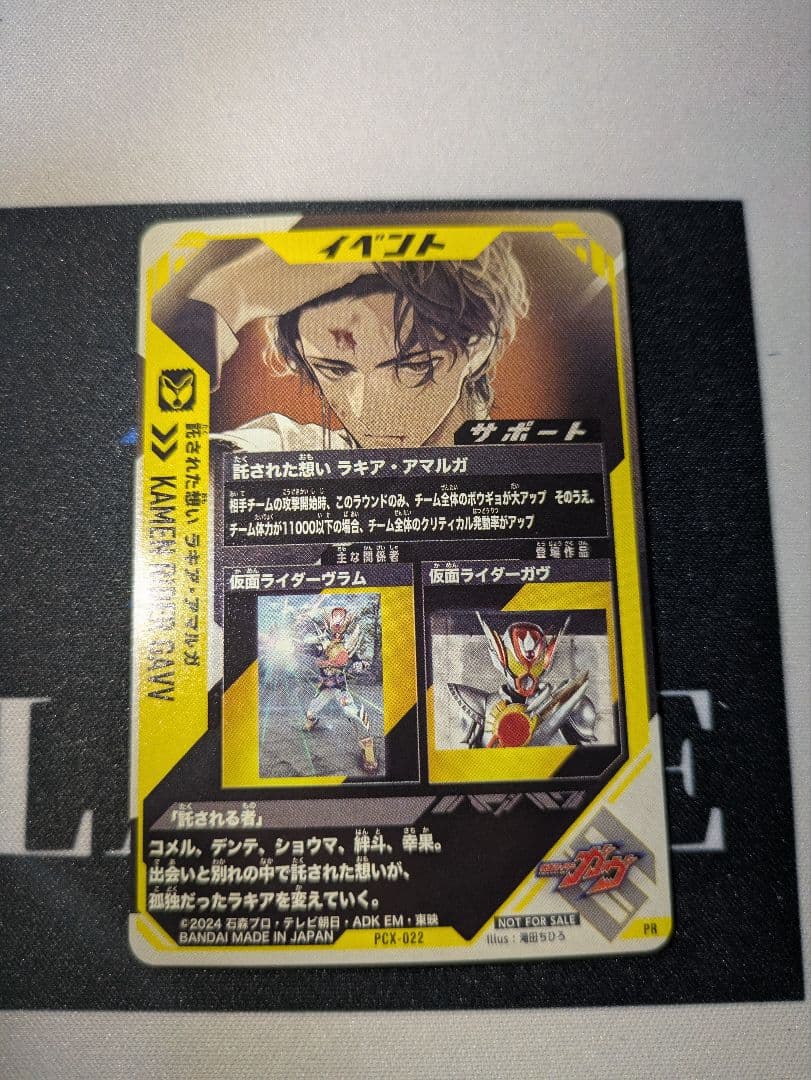 イベント
サポート
託された想い ラキア・アマルガ
KAMEN RIDER GAVV
託された想い ラキア・アマルガ
相手チームの攻撃開始時、このラウンドのみ、チーム全体のボウギョが大アップ そのうえ。
チーム体力が11000以下の場合、チーム全体のクリティカル発動率がアップ
主な関係者
登場作品
仮面ライダーヴラム
仮面ライダーガヴ
「託される者」
コメル、デンテ、ショウマ、絆斗、幸果。
出会いと別れの中で託された想いが、
孤独だったラキアを変えていく。
仮面ライダー ガヴ
©2024 石森プロ・テレビ朝日・ADK EM・東映
BANDAI MADE IN JAPAN
PCX-022
NOT FOR SALE
Illus：滝田ちひろ
PR